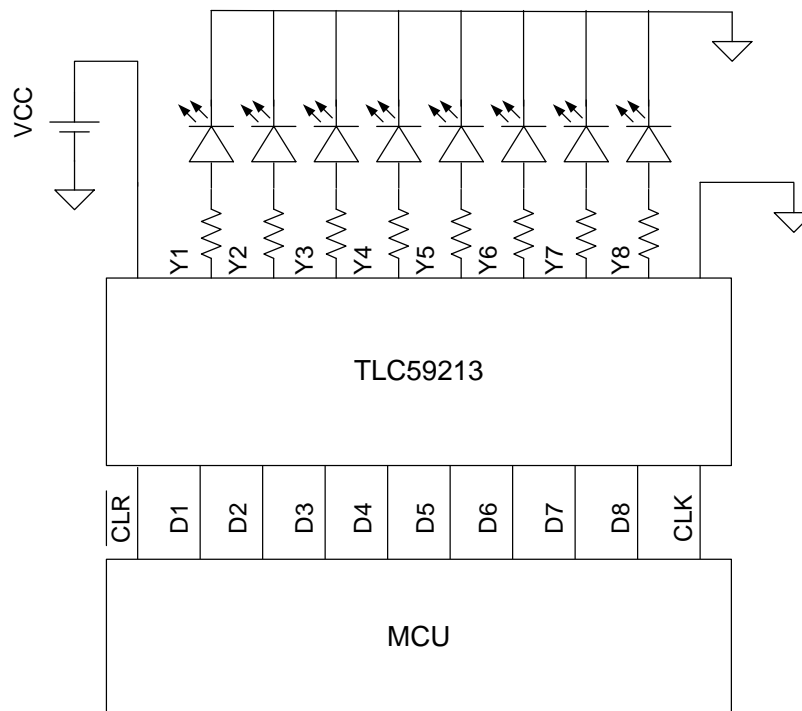 VCC
Y1 Y2 Y3 Y4 Y5 Y6 Y7 Y8
TLC59213
CLR D1 D2 D3 D4 D5 D6 D7 D8 CLK
MCU